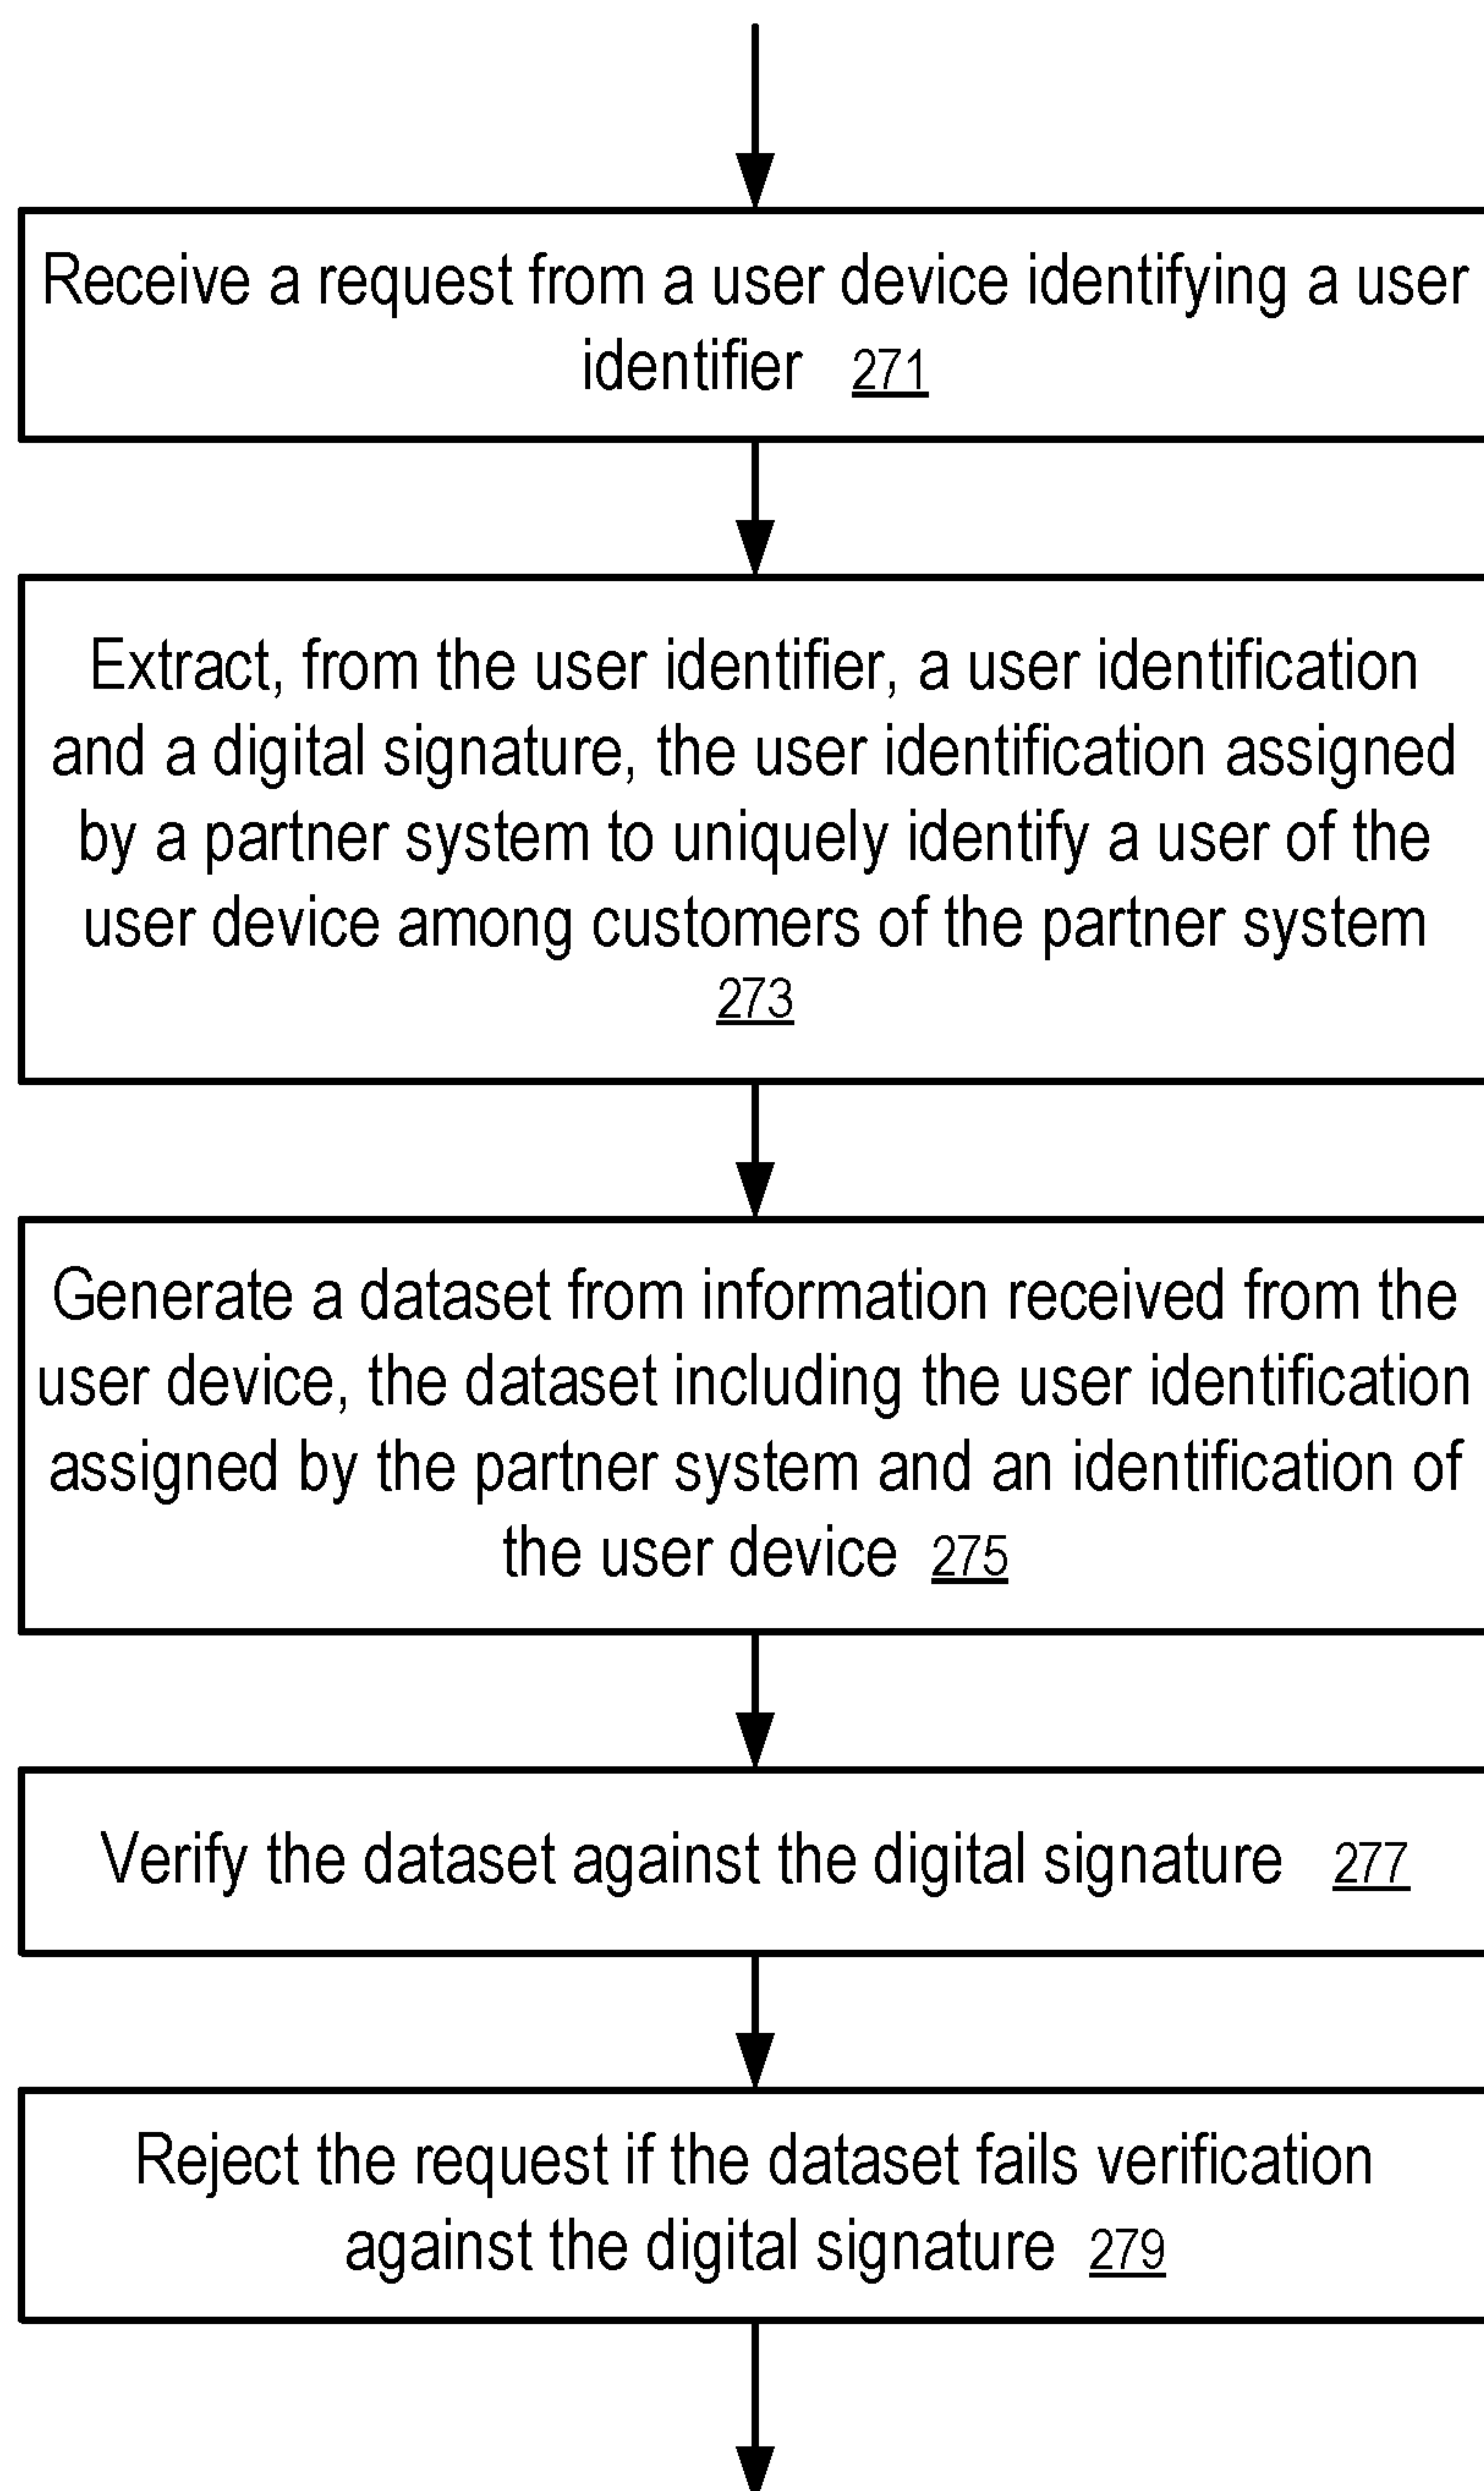 Receive a request from a user device identifying a user
identifier 271
Extract, from the user identifier, a user identification
and a digital signature, the user identification assigned
by a partner system to uniquely identify a user of the
user device among customers of the partner system
273
Generate a dataset from information received from the
user device, the dataset including the user identification
assigned by the partner system and an identification of
the user device 275
Verify the dataset against the digital signature 277
Reject the request if the dataset fails verification
against the digital signature 279